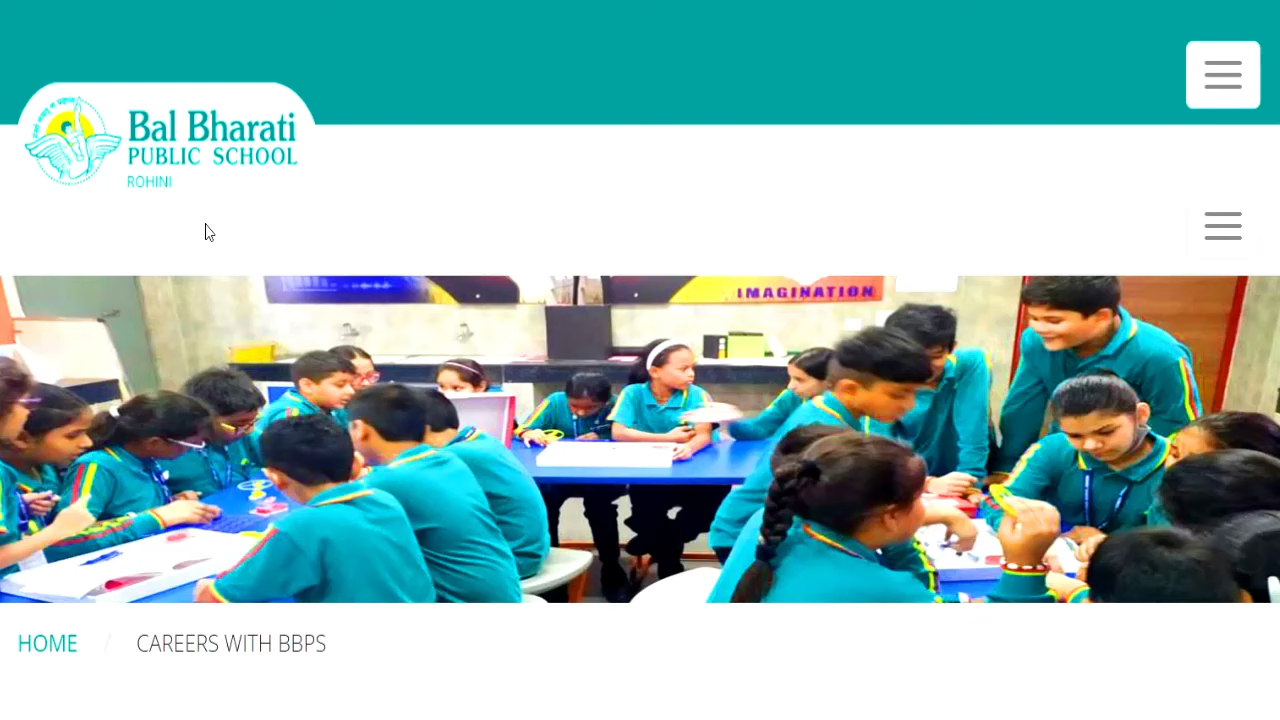 Bal Bharati
PUBLIC SCHOOL
ROHINI
IMAGINATION
HOME / CAREERS WITH BBPS